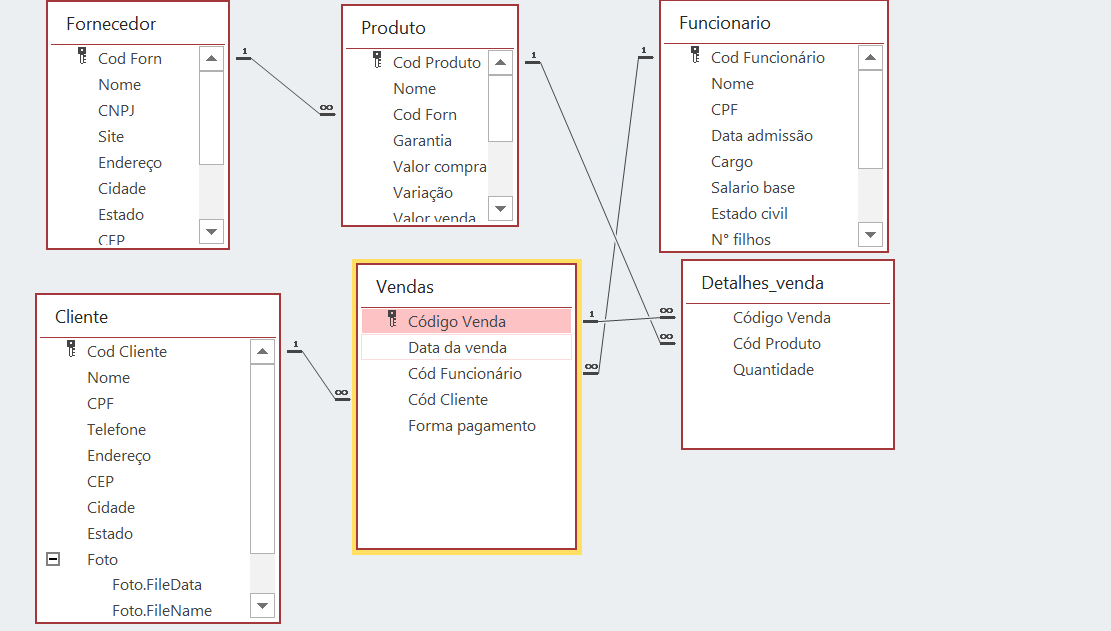 Fornecedor
Cod Forn
Nome
CNPJ
Site
Endereço
Cidade
Estado
CEP
1
∞
Produto
Cod Produto
Nome
Cod Forn
Garantia
Valor compra
Variação
Valor venda
1
Funcionario
Cod Funcionário
Nome
CPF
Data admissão
Cargo
Salario base
Estado civil
N° filhos
1
Cliente
Cod Cliente
Nome
CPF
Telefone
Endereço
CEP
Cidade
Estado
Foto
Foto.FileData
Foto.FileName
1
∞
Vendas
Código Venda
Data da venda
Cód Funcionário
Cód Cliente
Forma pagamento
1
∞
Detalhes_venda
Código Venda
Cód Produto
Quantidade
∞
∞